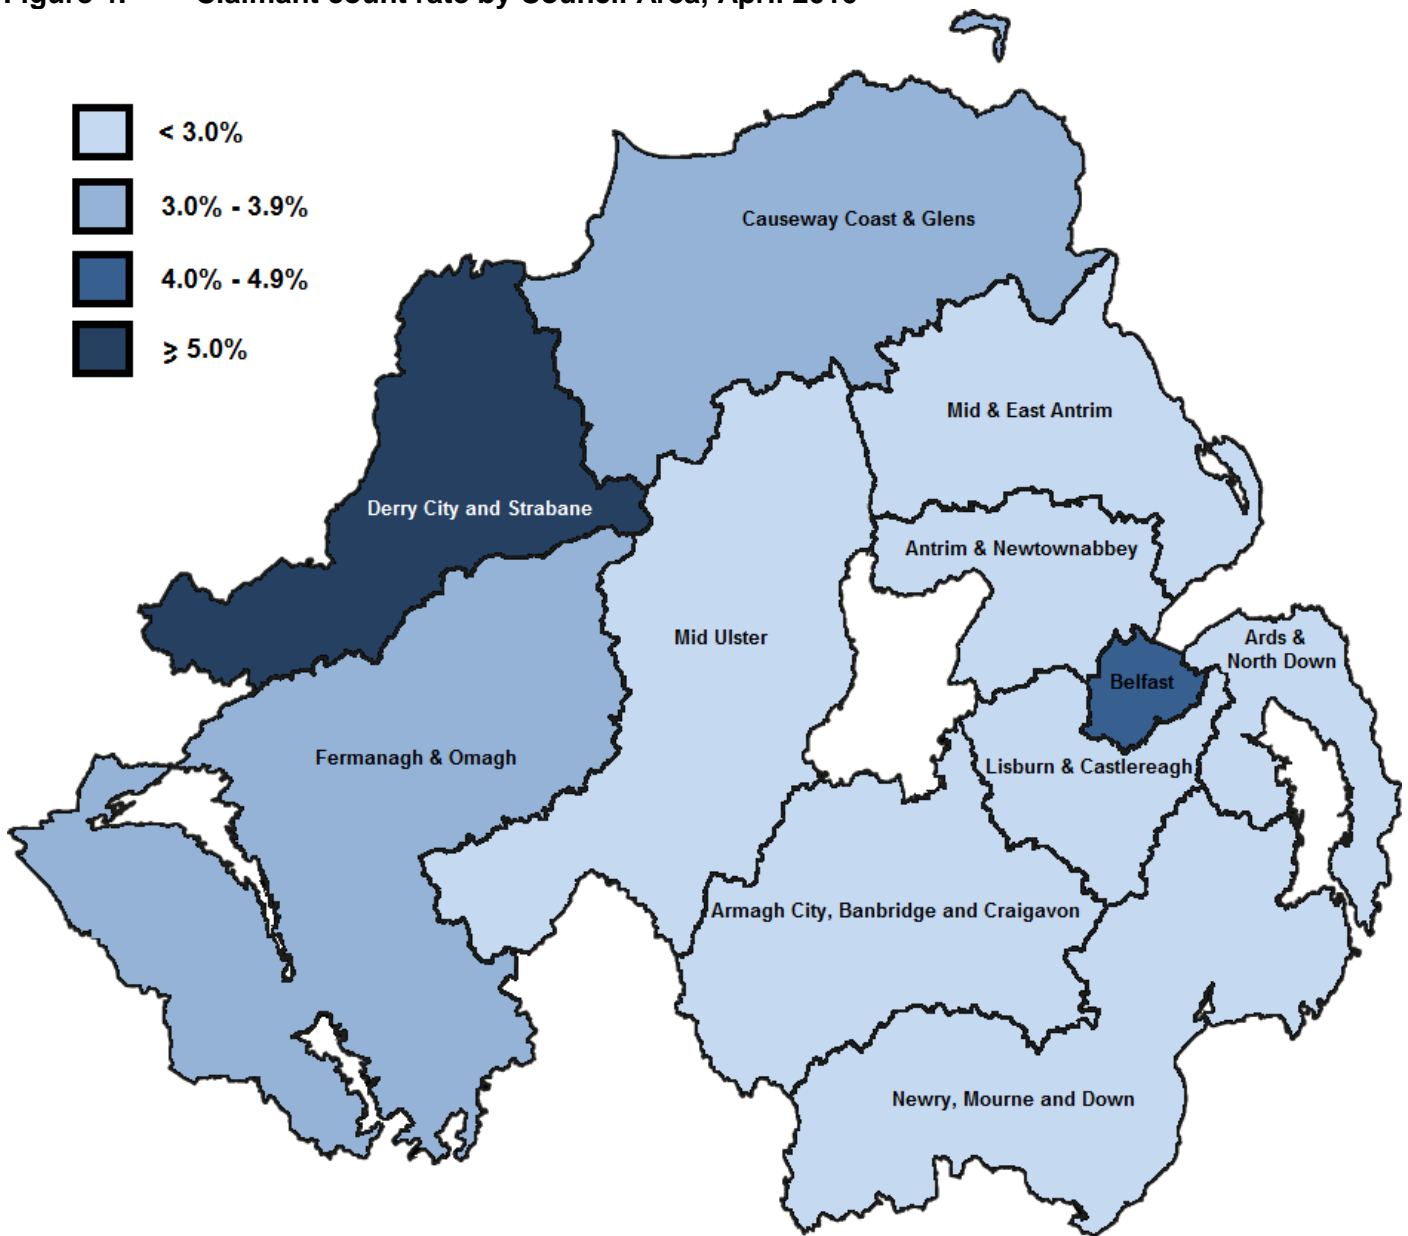 < 3.0%
3.0% - 3.9%
4.0% - 4.9%
⩾ 5.0%
Causeway Coast & Glens
Mid & East Antrim
Derry City and Strabane
Antrim & Newtownabbey
Mid Ulster
Ards &
North Down
Belfast
Fermanagh & Omagh
Lisburn & Castlereagh
Armagh City, Banbridge and Craigavon
Newry, Mourne and Down